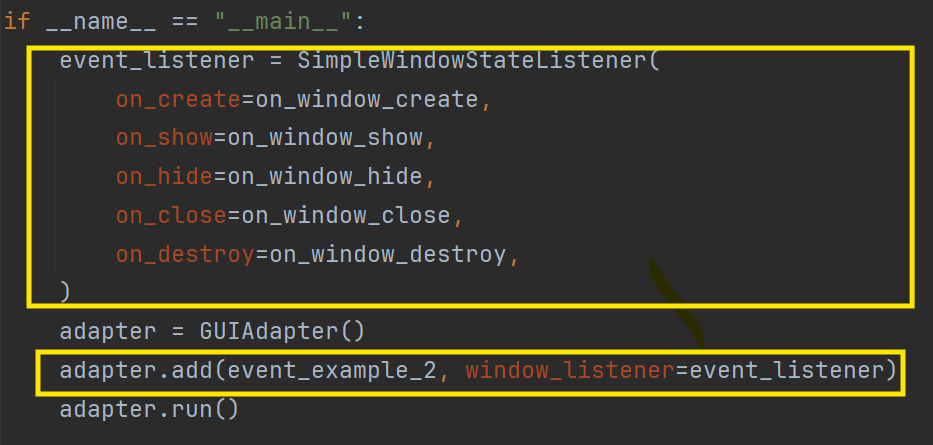 if __name__ == "__main__":
    event_listener = SimpleWindowStateListener(
        on_create=on_window_create,
        on_show=on_window_show,
        on_hide=on_window_hide,
        on_close=on_window_close,
        on_destroy=on_window_destroy,
    )
    adapter = GUIAdapter()
    adapter.add(event_example_2, window_listener=event_listener)
    adapter.run()